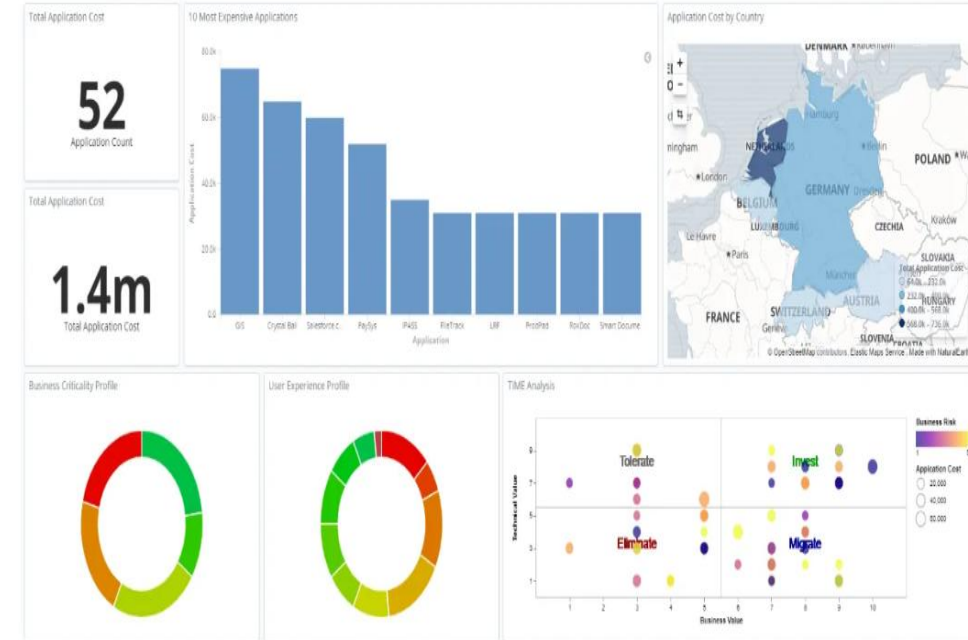 Total Application Cost
52
Application Count
Total Application Cost
1.4m
Total Application Cost
10 Most Expensive Applications
80.0k
60.0k
40.0k
20.0k
0.0
Application Cost
GIS
Crystal Ball
Salesforce c.
PaySys
IPASS
FileTrack
LRF
ProdPad
RoxDoc
Smart Docume
Application
Application Cost by Country
DENMARK
Hamburg
ningham
London
NETHERLANDS
Berlin
POLAND
BELGIUM
GERMANY
Dresden
LUXEMBOURG
CZECHIA
Kraków
Le Havre
Paris
SLOVAKIA
Total Application Cost
AUSTRIA
HUNGARY
FRANCE
SWITZERLAND
SLOVENIA
© OpenStreetMap contributors, Elastic Maps Service, Made with NaturalEarth
Business Criticality Profile
User Experience Profile
TIME Analysis
Technical Value
Tolerate
Invest
Eliminate
Migrate
1
2
3
4
6
7
8
9
10
Business Value
Business Risk
1
Application Cost
20,000
40,000